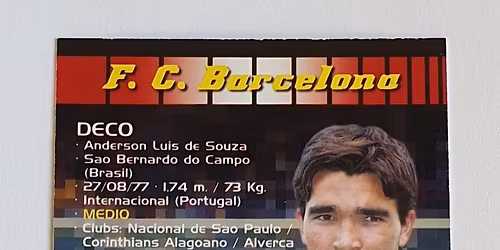 F. C. Barcelona
DECO
· Anderson Luis de Souza
· Sao Bernardo do Campo
(Brasil)
· 27/08/77 · 1.74 m. / 73 Kg.
· Internacional (Portugal)
· MEDIO
· Clubs: Nacional de Sao Paulo /
Corinthians Alagoano / Alverca